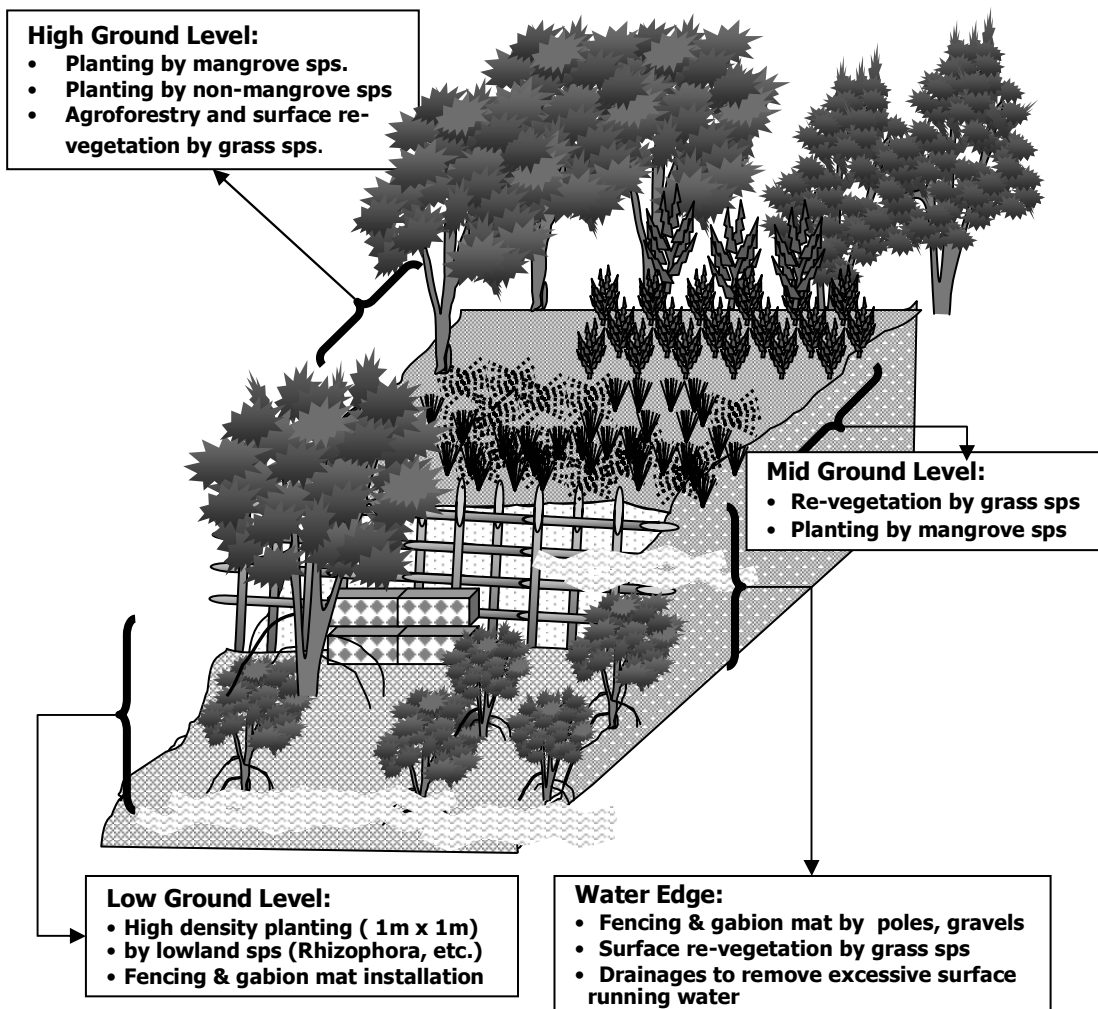 High Ground Level:
• Planting by mangrove sps.
• Planting by non-mangrove sps
• Agroforestry and surface re-
vegetation by grass sps.
Mid Ground Level:
• Re-vegetation by grass sps
• Planting by mangrove sps
Low Ground Level:
• High density planting ( 1m x 1m)
• by lowland sps (Rhizophora, etc.)
• Fencing & gabion mat installation
Water Edge:
• Fencing & gabion mat by poles, gravels
• Surface re-vegetation by grass sps
• Drainages to remove excessive surface
running water